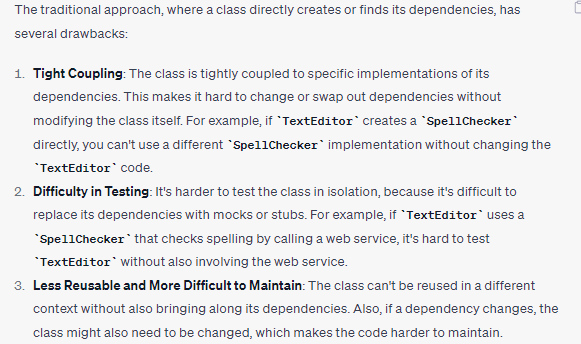 The traditional approach, where a class directly creates or finds its dependencies, has
several drawbacks:
1. Tight Coupling: The class is tightly coupled to specific implementations of its
dependencies. This makes it hard to change or swap out dependencies without
modifying the class itself. For example, if `TextEditor` creates a `SpellChecker`
directly, you can't use a different `SpellChecker` implementation without changing the
`TextEditor` code.
2. Difficulty in Testing: It's harder to test the class in isolation, because it's difficult to
replace its dependencies with mocks or stubs. For example, if `TextEditor` uses a
`SpellChecker` that checks spelling by calling a web service, it's hard to test
`TextEditor` without also involving the web service.
3. Less Reusable and More Difficult to Maintain: The class can't be reused in a different
context without also bringing along its dependencies. Also, if a dependency changes, the
class might also need to be changed, which makes the code harder to maintain.